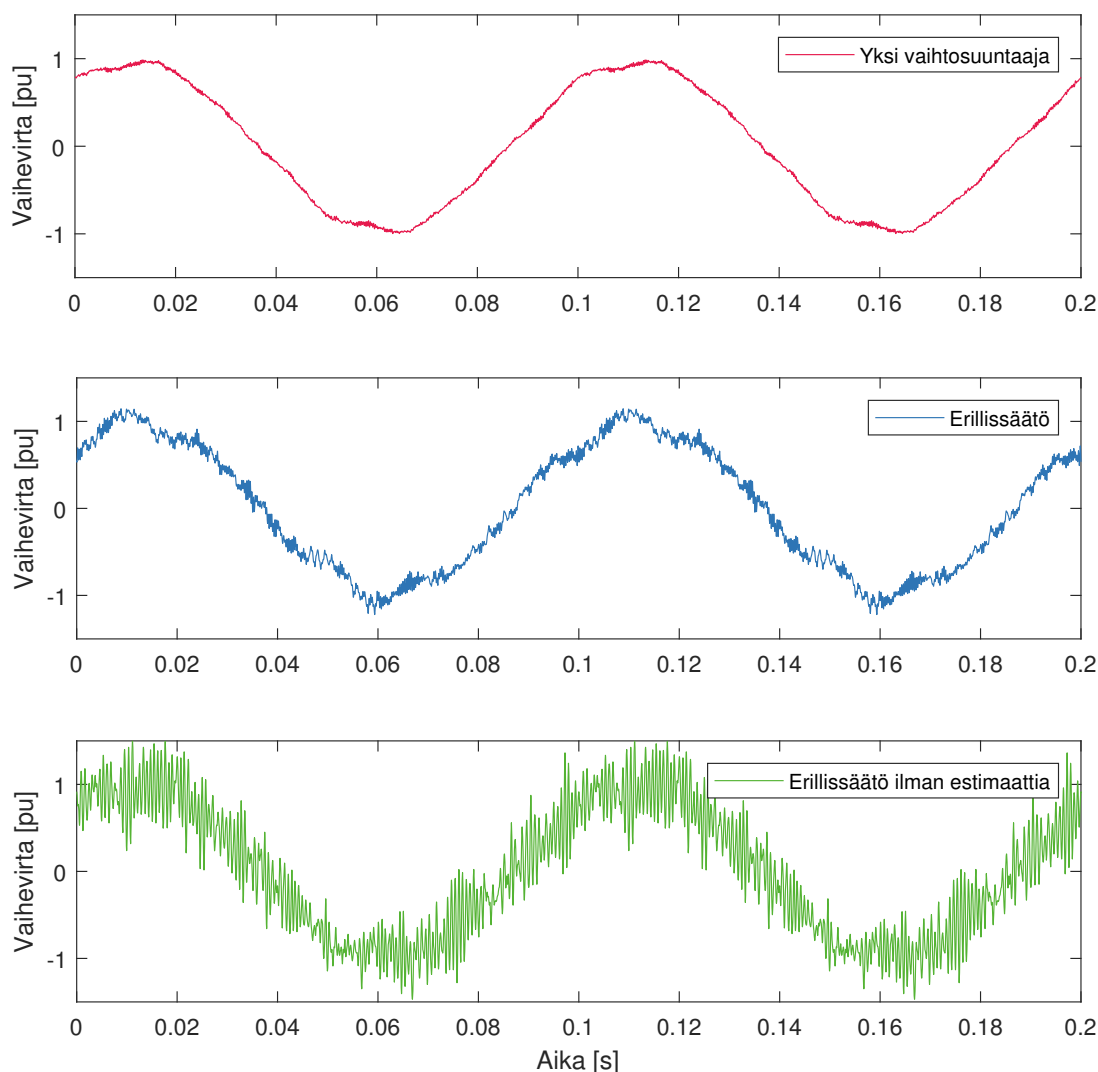 Yksi vaihtosuuntaaja
Vaihevirta [pu]
1
0
-1
0 0.02 0.04 0.06 0.08 0.1 0.12 0.14 0.16 0.18 0.2
Erillissäätö
Vaihevirta [pu]
1
0
-1
0 0.02 0.04 0.06 0.08 0.1 0.12 0.14 0.16 0.18 0.2
Erillissäätö ilman estimaattia
Vaihevirta [pu]
1
0
-1
0 0.02 0.04 0.06 0.08 0.1 0.12 0.14 0.16 0.18 0.2
Aika [s]